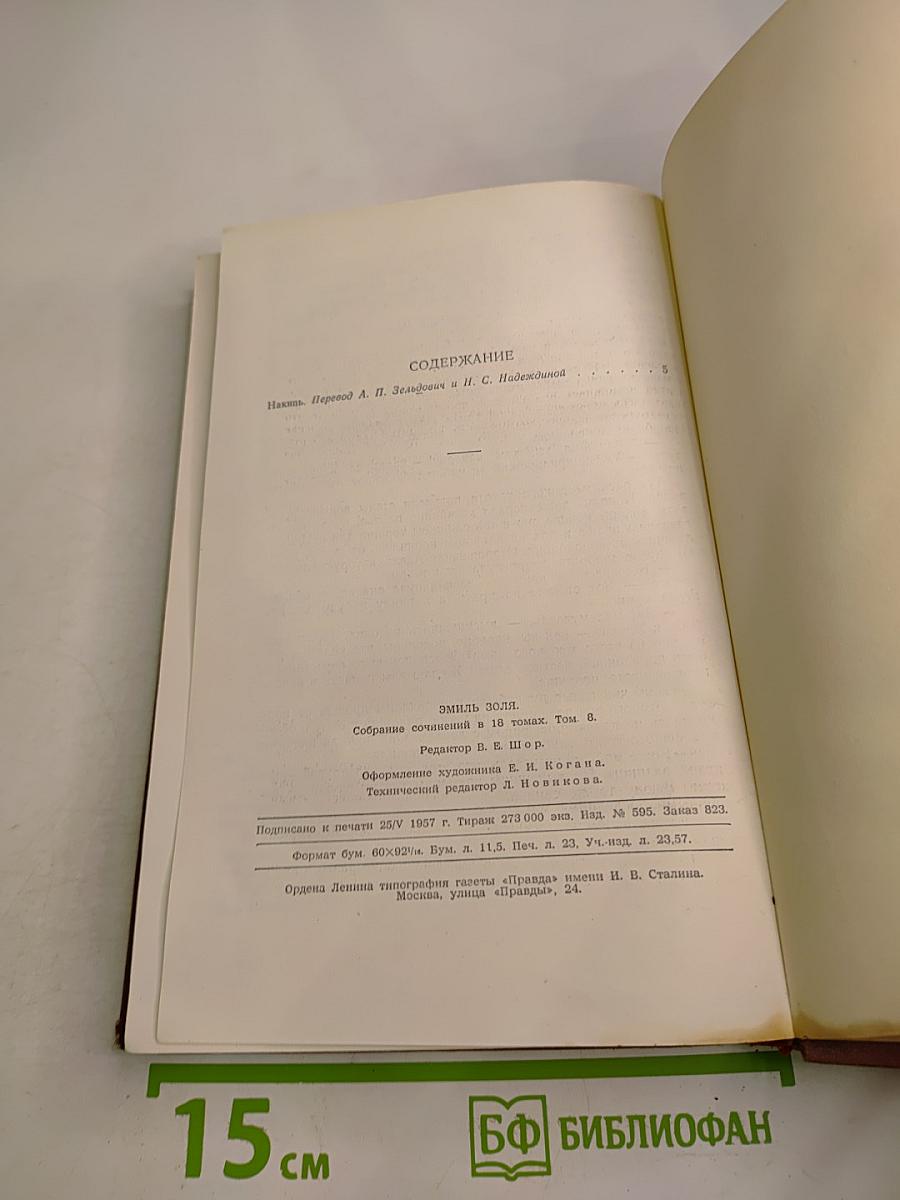 СОДЕРЖАНИЕ
Накипь. Перевод А. П. Зельдович и Н. С. Надеждиной . . . . . . 5
ЭМИЛЬ ЗОЛЯ.
Собрание сочинений в 18 томах. Том 8.
Редактор В. Е. Шор.
Оформление художника Е. И. Когана.
Технический редактор Л. Новикова.
Подписано к печати 25/V 1957 г. Тираж 273 000 экз. Изд. № 595. Заказ 823.
Формат бум. 60×92¹/₁₆. Бум. л. 11,5. Печ. л. 23, Уч.-изд. л. 23,57.
Ордена Ленина типография газеты «Правда» имени И. В. Сталина.
Москва, улица «Правды», 24.
15 см
БФ БИБЛИОФАН